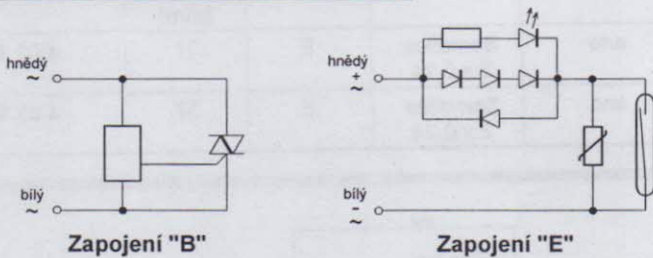 hnědý
~
bílý
~
Zapojení "B"
hnědý
+
~
bílý
-
~
Zapojení "E"